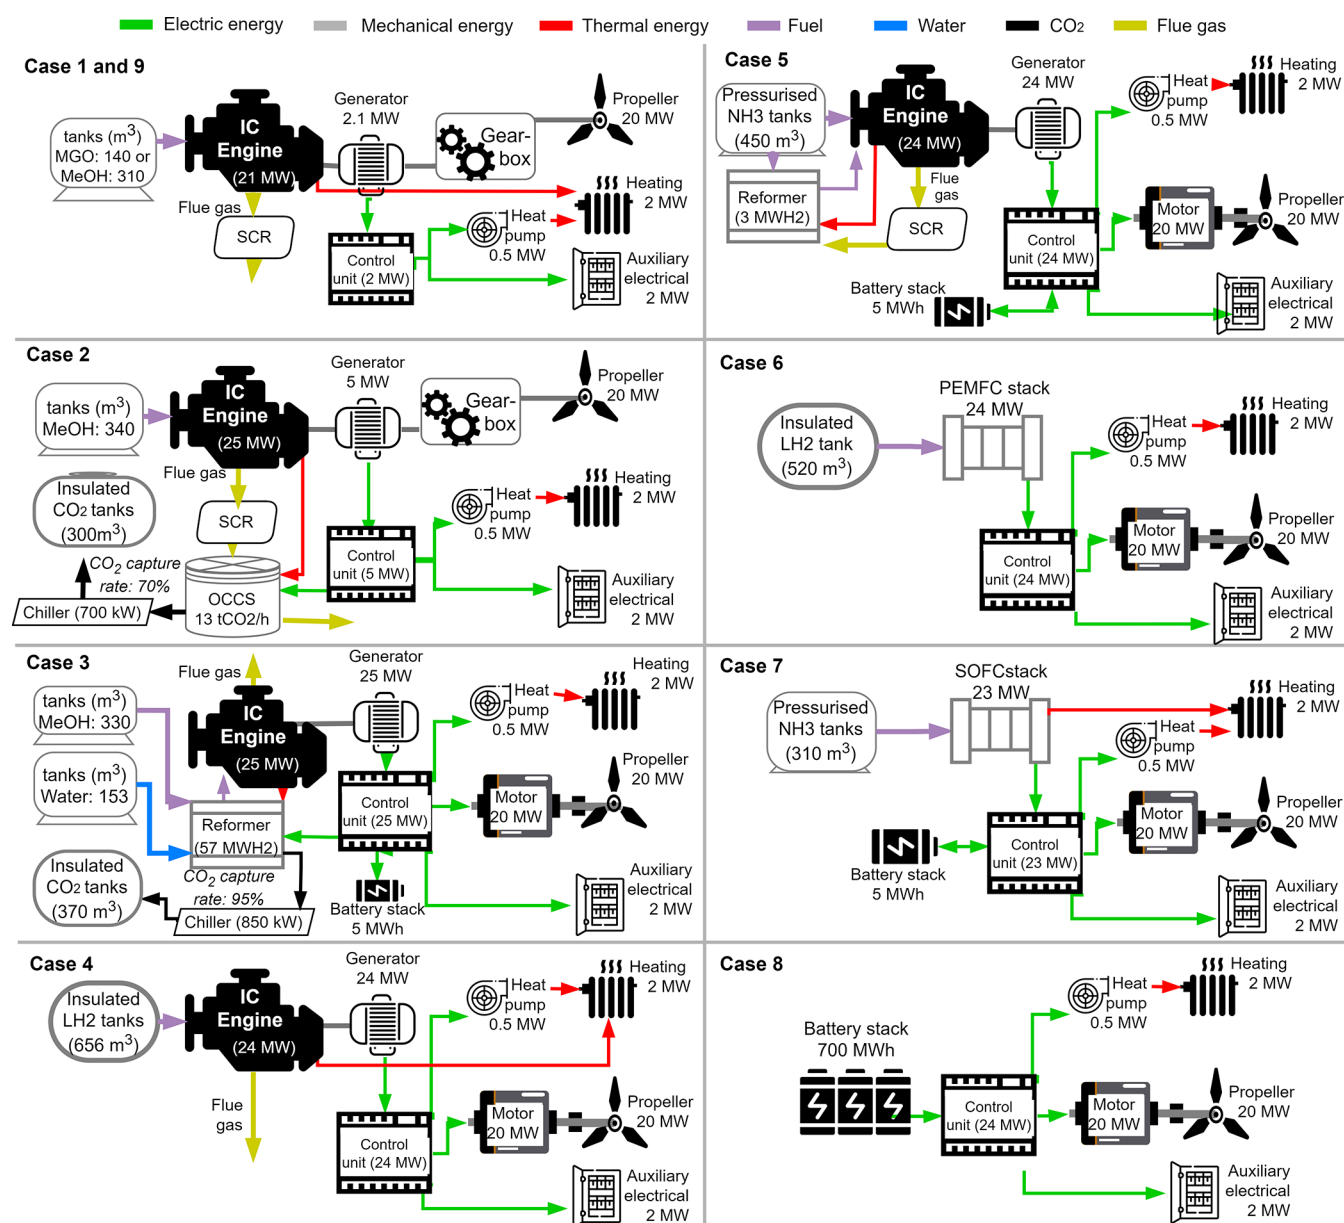 Electric energy
Mechanical energy
Thermal energy
Fuel
Water
CO₂
Flue gas
Case 1 and 9
tanks (m³)
MGO: 140 or
MeOH: 310
IC
Engine
(21 MW)
Generator
2.1 MW
Gear-
box
Propeller
20 MW
Flue gas
SCR
Control
unit (2 MW)
Heat
pump
0.5 MW
Heating
2 MW
Auxiliary
electrical
2 MW
Case 5
Pressurised
NH3 tanks
(450 m³)
Reformer
(3 MWH2)
IC
Engine
(24 MW)
Flue
gas
SCR
Generator
24 MW
Control
unit (24 MW)
Battery stack
5 MWh
Heat
pump
0.5 MW
Heating
2 MW
Motor
20 MW
Propeller
20 MW
Auxiliary
electrical
2 MW
Case 2
tanks (m³)
MeOH: 340
IC
Engine
(25 MW)
Generator
5 MW
Gear-
box
Propeller
20 MW
Flue gas
SCR
Insulated
CO₂ tanks
(300m³)
CO₂ capture
rate: 70%
Chiller (700 kW)
OCCS
13 tCO2/h
Control
unit (5 MW)
Heat
pump
0.5 MW
Heating
2 MW
Auxiliary
electrical
2 MW
Case 6
Insulated
LH2 tank
(520 m³)
PEMFC stack
24 MW
Control
unit (24 MW)
Heat
pump
0.5 MW
Heating
2 MW
Motor
20 MW
Propeller
20 MW
Auxiliary
electrical
2 MW
Case 3
Flue gas
tanks (m³)
MeOH: 330
tanks (m³)
Water: 153
IC
Engine
(25 MW)
Generator
25 MW
Reformer
(57 MWH2)
Insulated
CO₂ tanks
(370 m³)
CO₂ capture
rate: 95%
Chiller (850 kW)
Control
unit (25 MW)
Battery stack
5 MWh
Heat
pump
0.5 MW
Heating
2 MW
Motor
20 MW
Propeller
20 MW
Auxiliary
electrical
2 MW
Case 7
Pressurised
NH3 tanks
(310 m³)
SOFCstack
23 MW
Battery stack
5 MWh
Control
unit (23 MW)
Heat
pump
0.5 MW
Heating
2 MW
Motor
20 MW
Propeller
20 MW
Auxiliary
electrical
2 MW
Case 4
Insulated
LH2 tanks
(656 m³)
IC
Engine
(24 MW)
Flue
gas
Generator
24 MW
Control
unit (24 MW)
Heat
pump
0.5 MW
Heating
2 MW
Motor
20 MW
Propeller
20 MW
Auxiliary
electrical
2 MW
Case 8
Battery stack
700 MWh
Control
unit (24 MW)
Heat
pump
0.5 MW
Heating
2 MW
Motor
20 MW
Propeller
20 MW
Auxiliary
electrical
2 MW